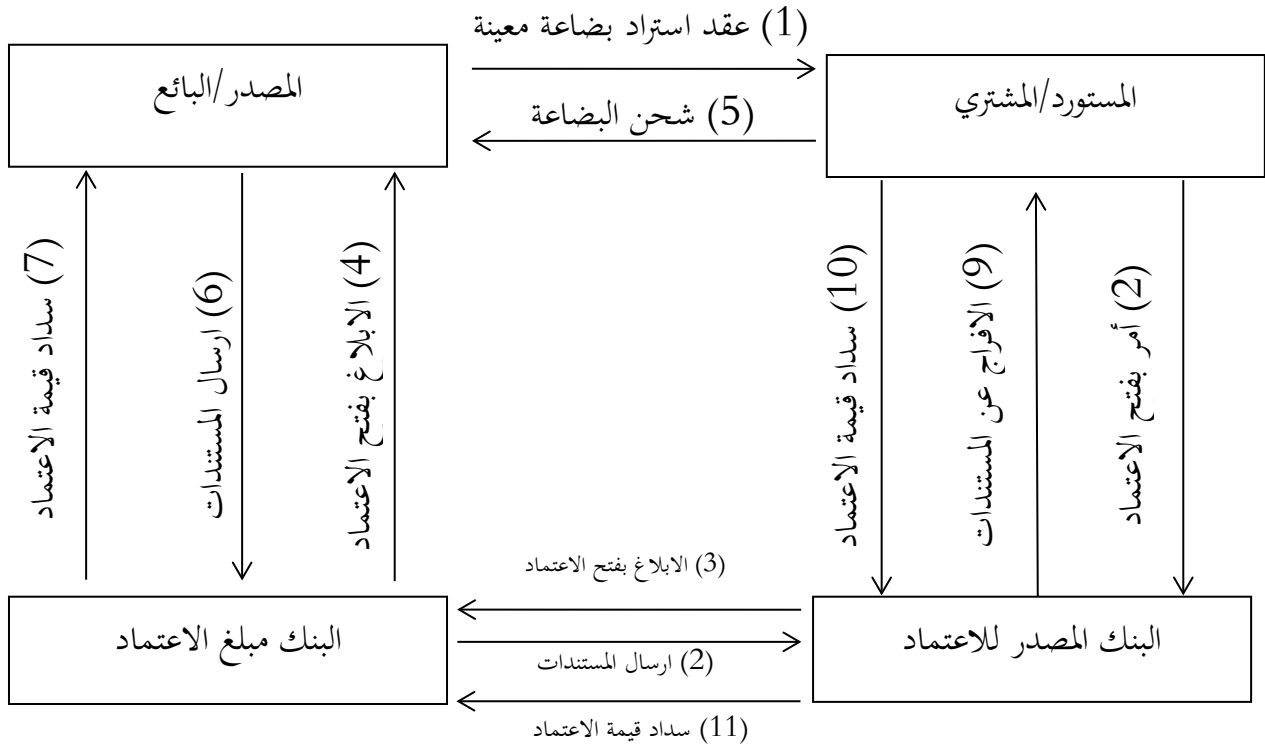 (1) عقد استراد بضاعة معينة
المستورد/المشتري
المصدر/البائع
(5) شحن البضاعة
(2) أمر بفتح الاعتماد
(9) الافراج عن المستندات
(10) سداد قيمة الاعتماد
(4) الابلاغ بفتح الاعتماد
(6) ارسال المستندات
(7) سداد قيمة الاعتماد
(3) الابلاغ بفتح الاعتماد
البنك المصدر للاعتماد
البنك مبلغ الاعتماد
(2) ارسال المستندات
(11) سداد قيمة الاعتماد